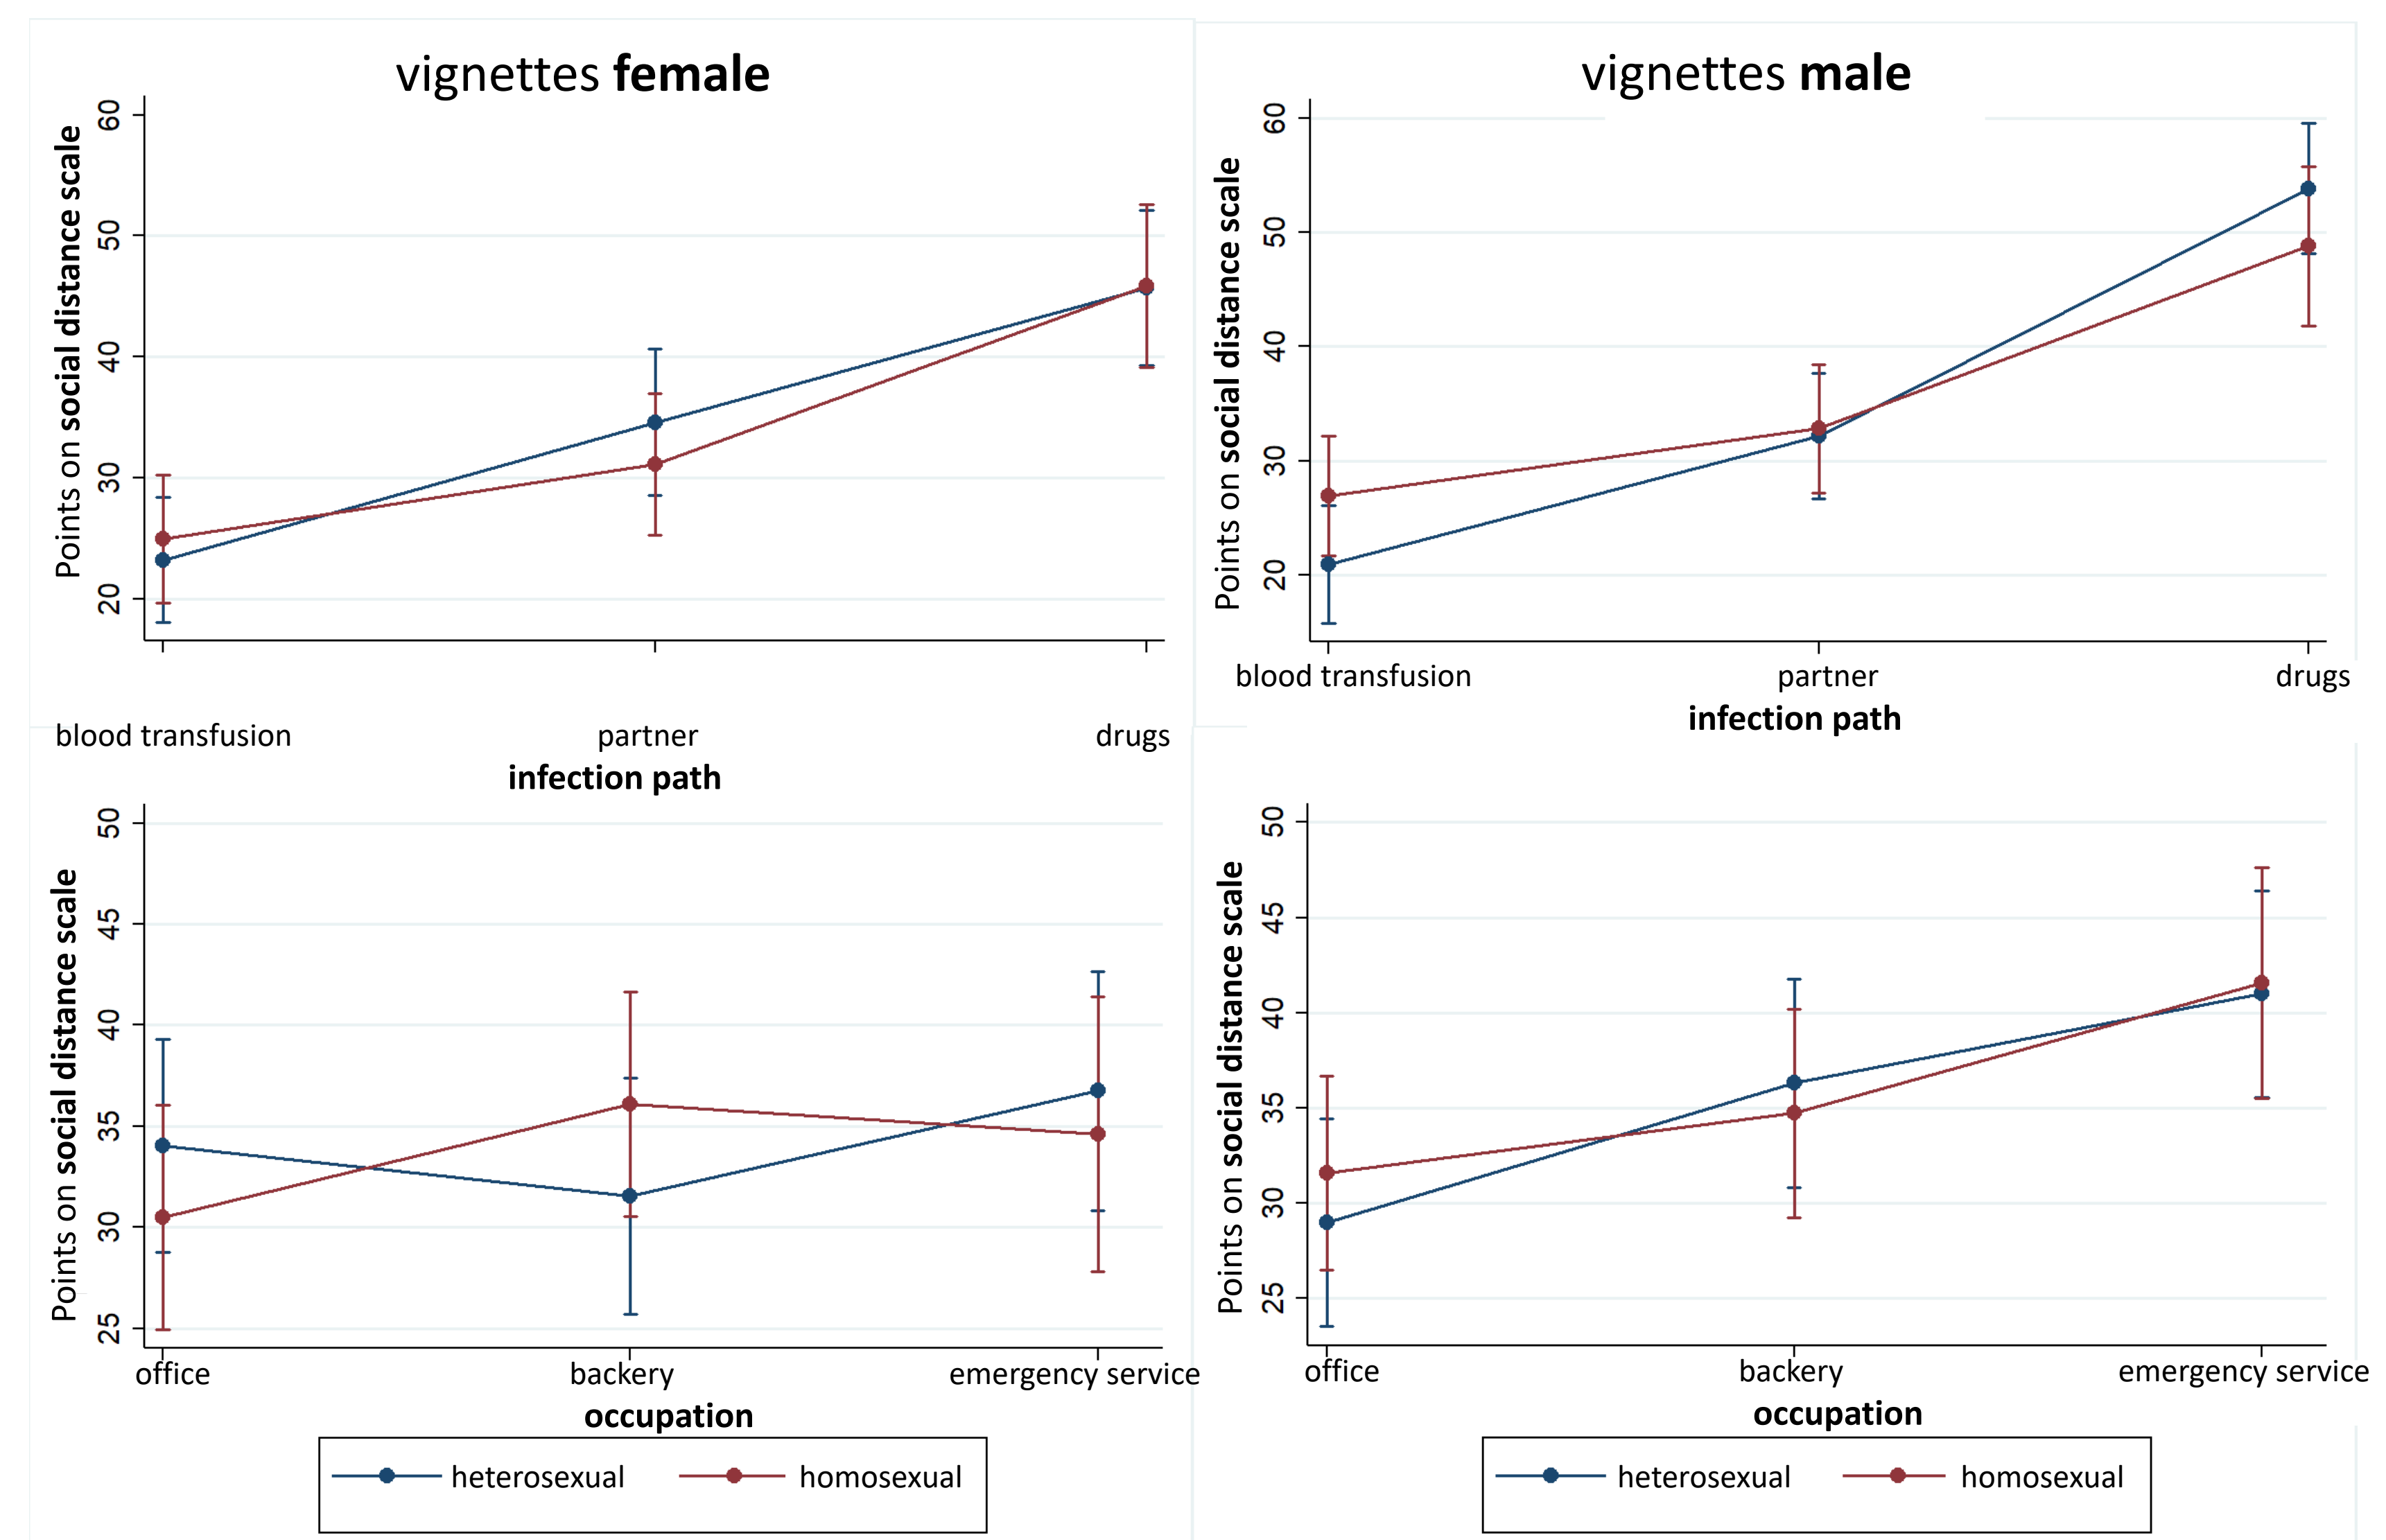 vignettes female
Points on social distance scale
60
50
40
30
20
blood transfusion partner drugs
infection path
vignettes male
Points on social distance scale
60
50
40
30
20
blood transfusion partner drugs
infection path
Points on social distance scale
50
45
40
35
30
25
office backery emergency service
occupation
heterosexual homosexual
Points on social distance scale
50
45
40
35
30
25
office backery emergency service
occupation
heterosexual homosexual